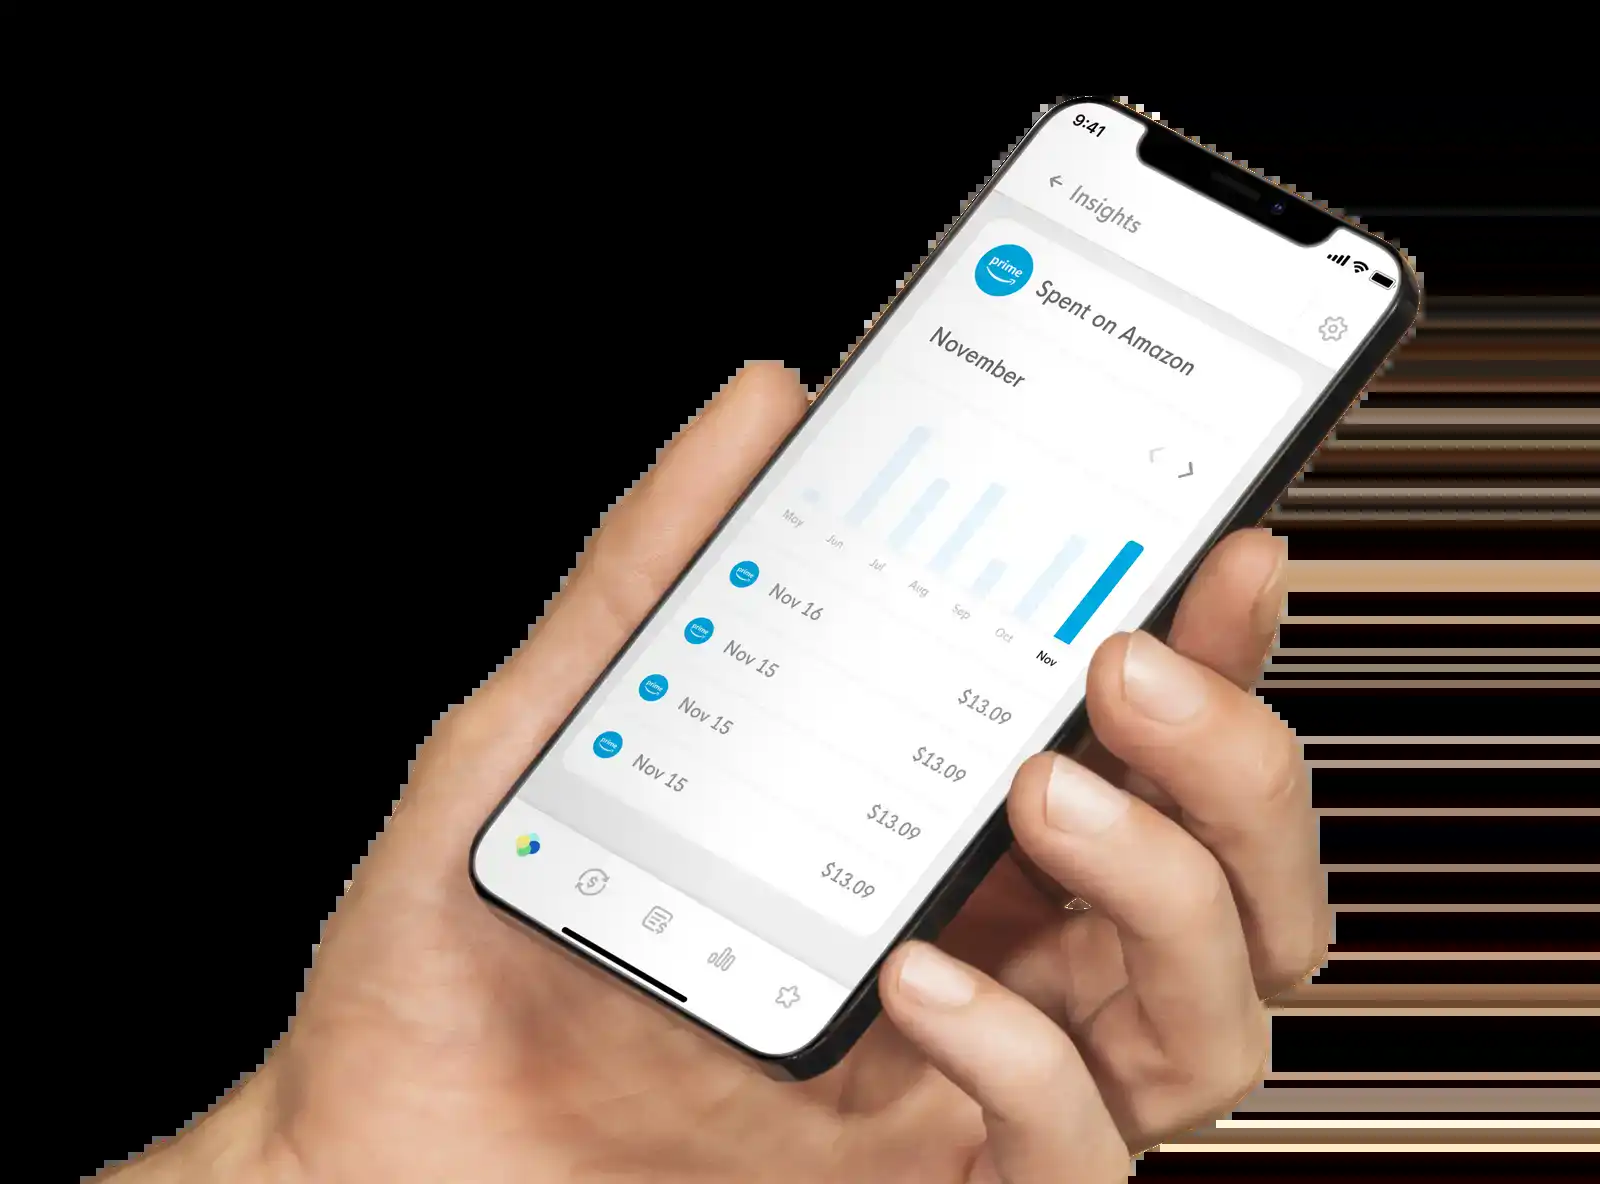 9:41
Insights
prime
Spent on Amazon
November
May
Jun
Jul
Aug
Sep
Oct
Nov
prime
Nov 16
$13.09
prime
Nov 15
$13.09
prime
Nov 15
$13.09
prime
Nov 15
$13.09